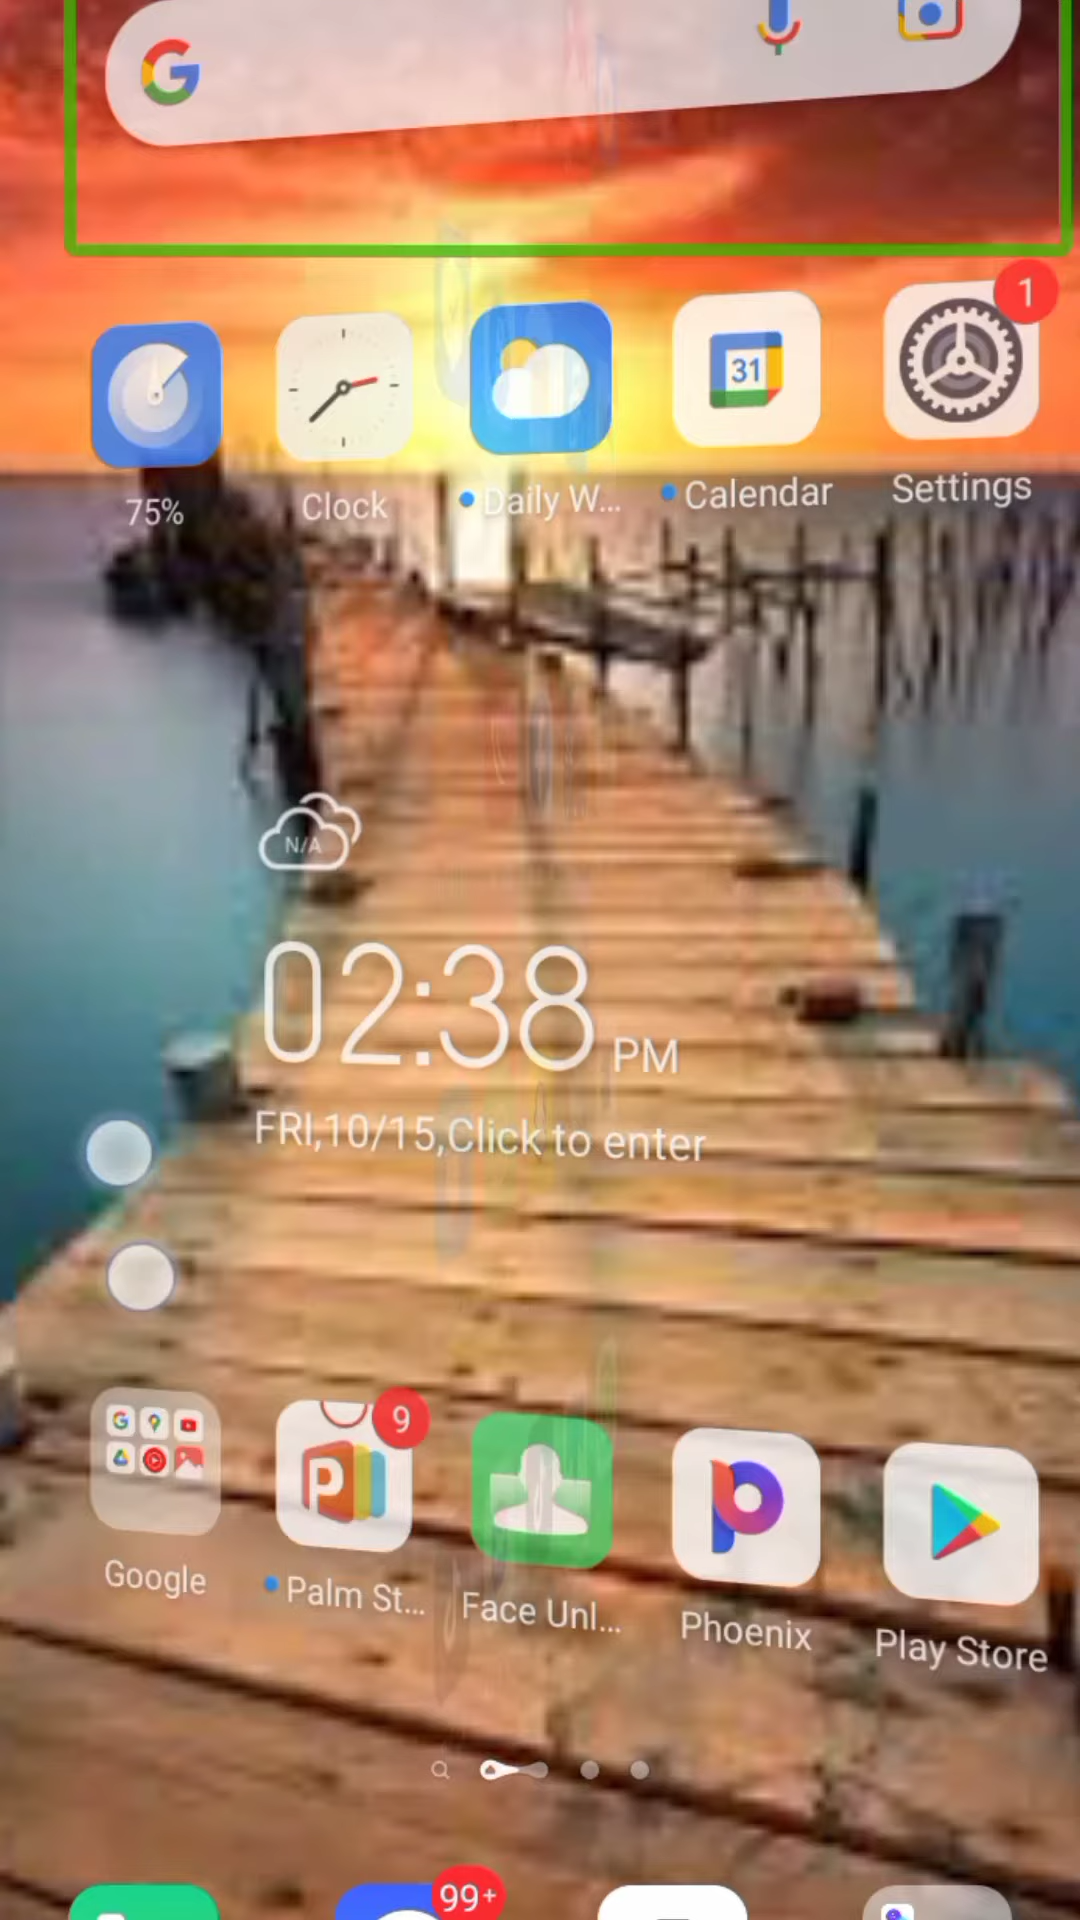 1
31
75%
Clock
Daily W...
Calendar
Settings
N/A
02:38 PM
FRI,10/15,Click to enter
9
Google
Palm St...
Face Unl...
Phoenix
Play Store
99+